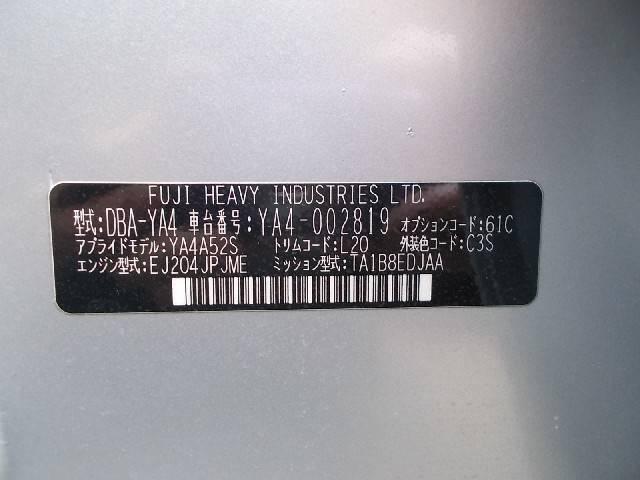 FUJI HEAVY INDUSTRIES LTD.
型式:DBA-YA4 車台番号:YA4-002819 オプションコード:61C
アプライドモデル:YA4A52S トリムコード:L20 外装色コード:C3S
エンジン型式:EJ204JPJME ミッション型式:TA1B8EDJAA